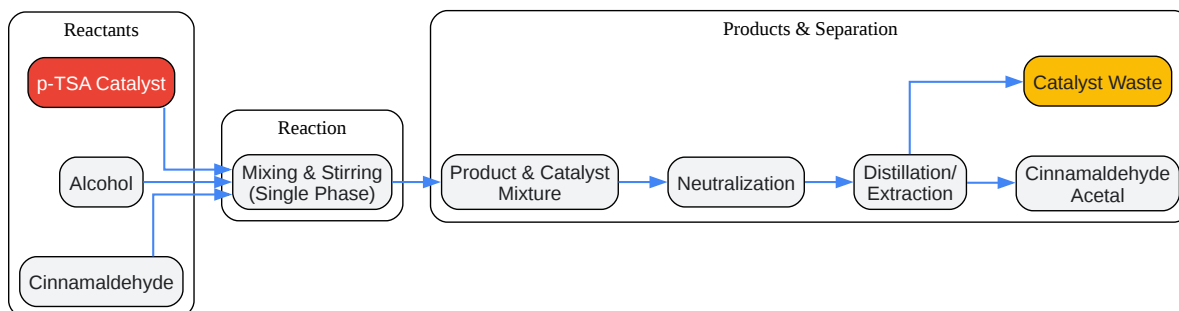 Reactants
p-TSA Catalyst
Alcohol
Cinnamaldehyde
Reaction
Mixing & Stirring
(Single Phase)
Products & Separation
Product & Catalyst
Mixture
Neutralization
Distillation/
Extraction
Catalyst Waste
Cinnamaldehyde
Acetal